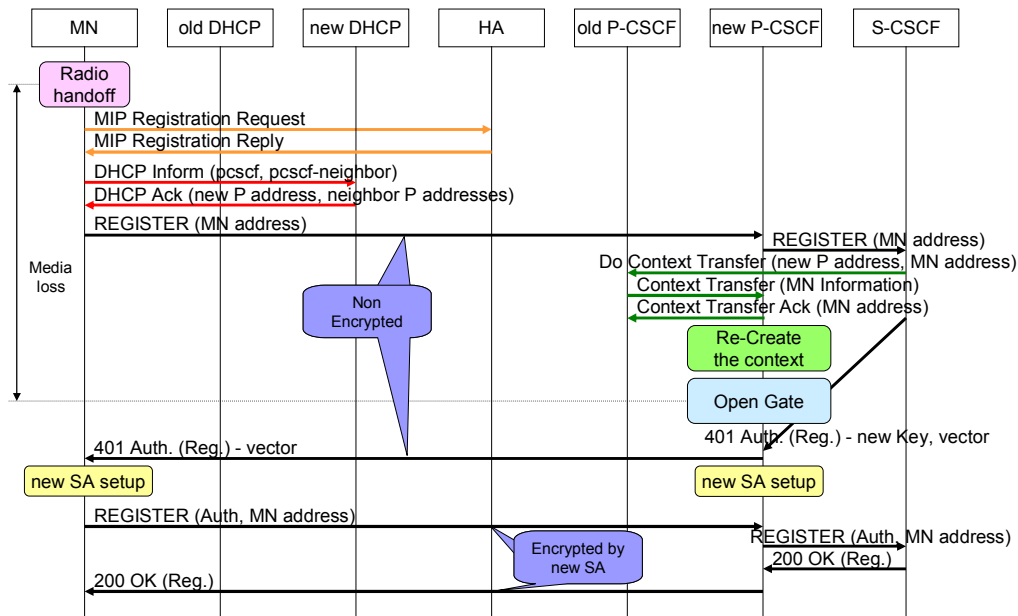 MN
old DHCP
new DHCP
HA
old P-CSCF
new P-CSCF
S-CSCF
Radio
handoff
MIP Registration Request
MIP Registration Reply
DHCP Inform (pcscf, pcscf-neighbor)
DHCP Ack (new P address, neighbor P addresses)
REGISTER (MN address)
REGISTER (MN address)
Do Context Transfer (new P address, MN address)
Media
loss
Non
Encrypted
Context Transfer (MN Information)
Context Transfer Ack (MN address)
Re-Create
the context
Open Gate
401 Auth. (Reg.) - new Key, vector
401 Auth. (Reg.) - vector
new SA setup
new SA setup
REGISTER (Auth, MN address)
REGISTER (Auth, MN address)
Encrypted by
new SA
200 OK (Reg.)
200 OK (Reg.)